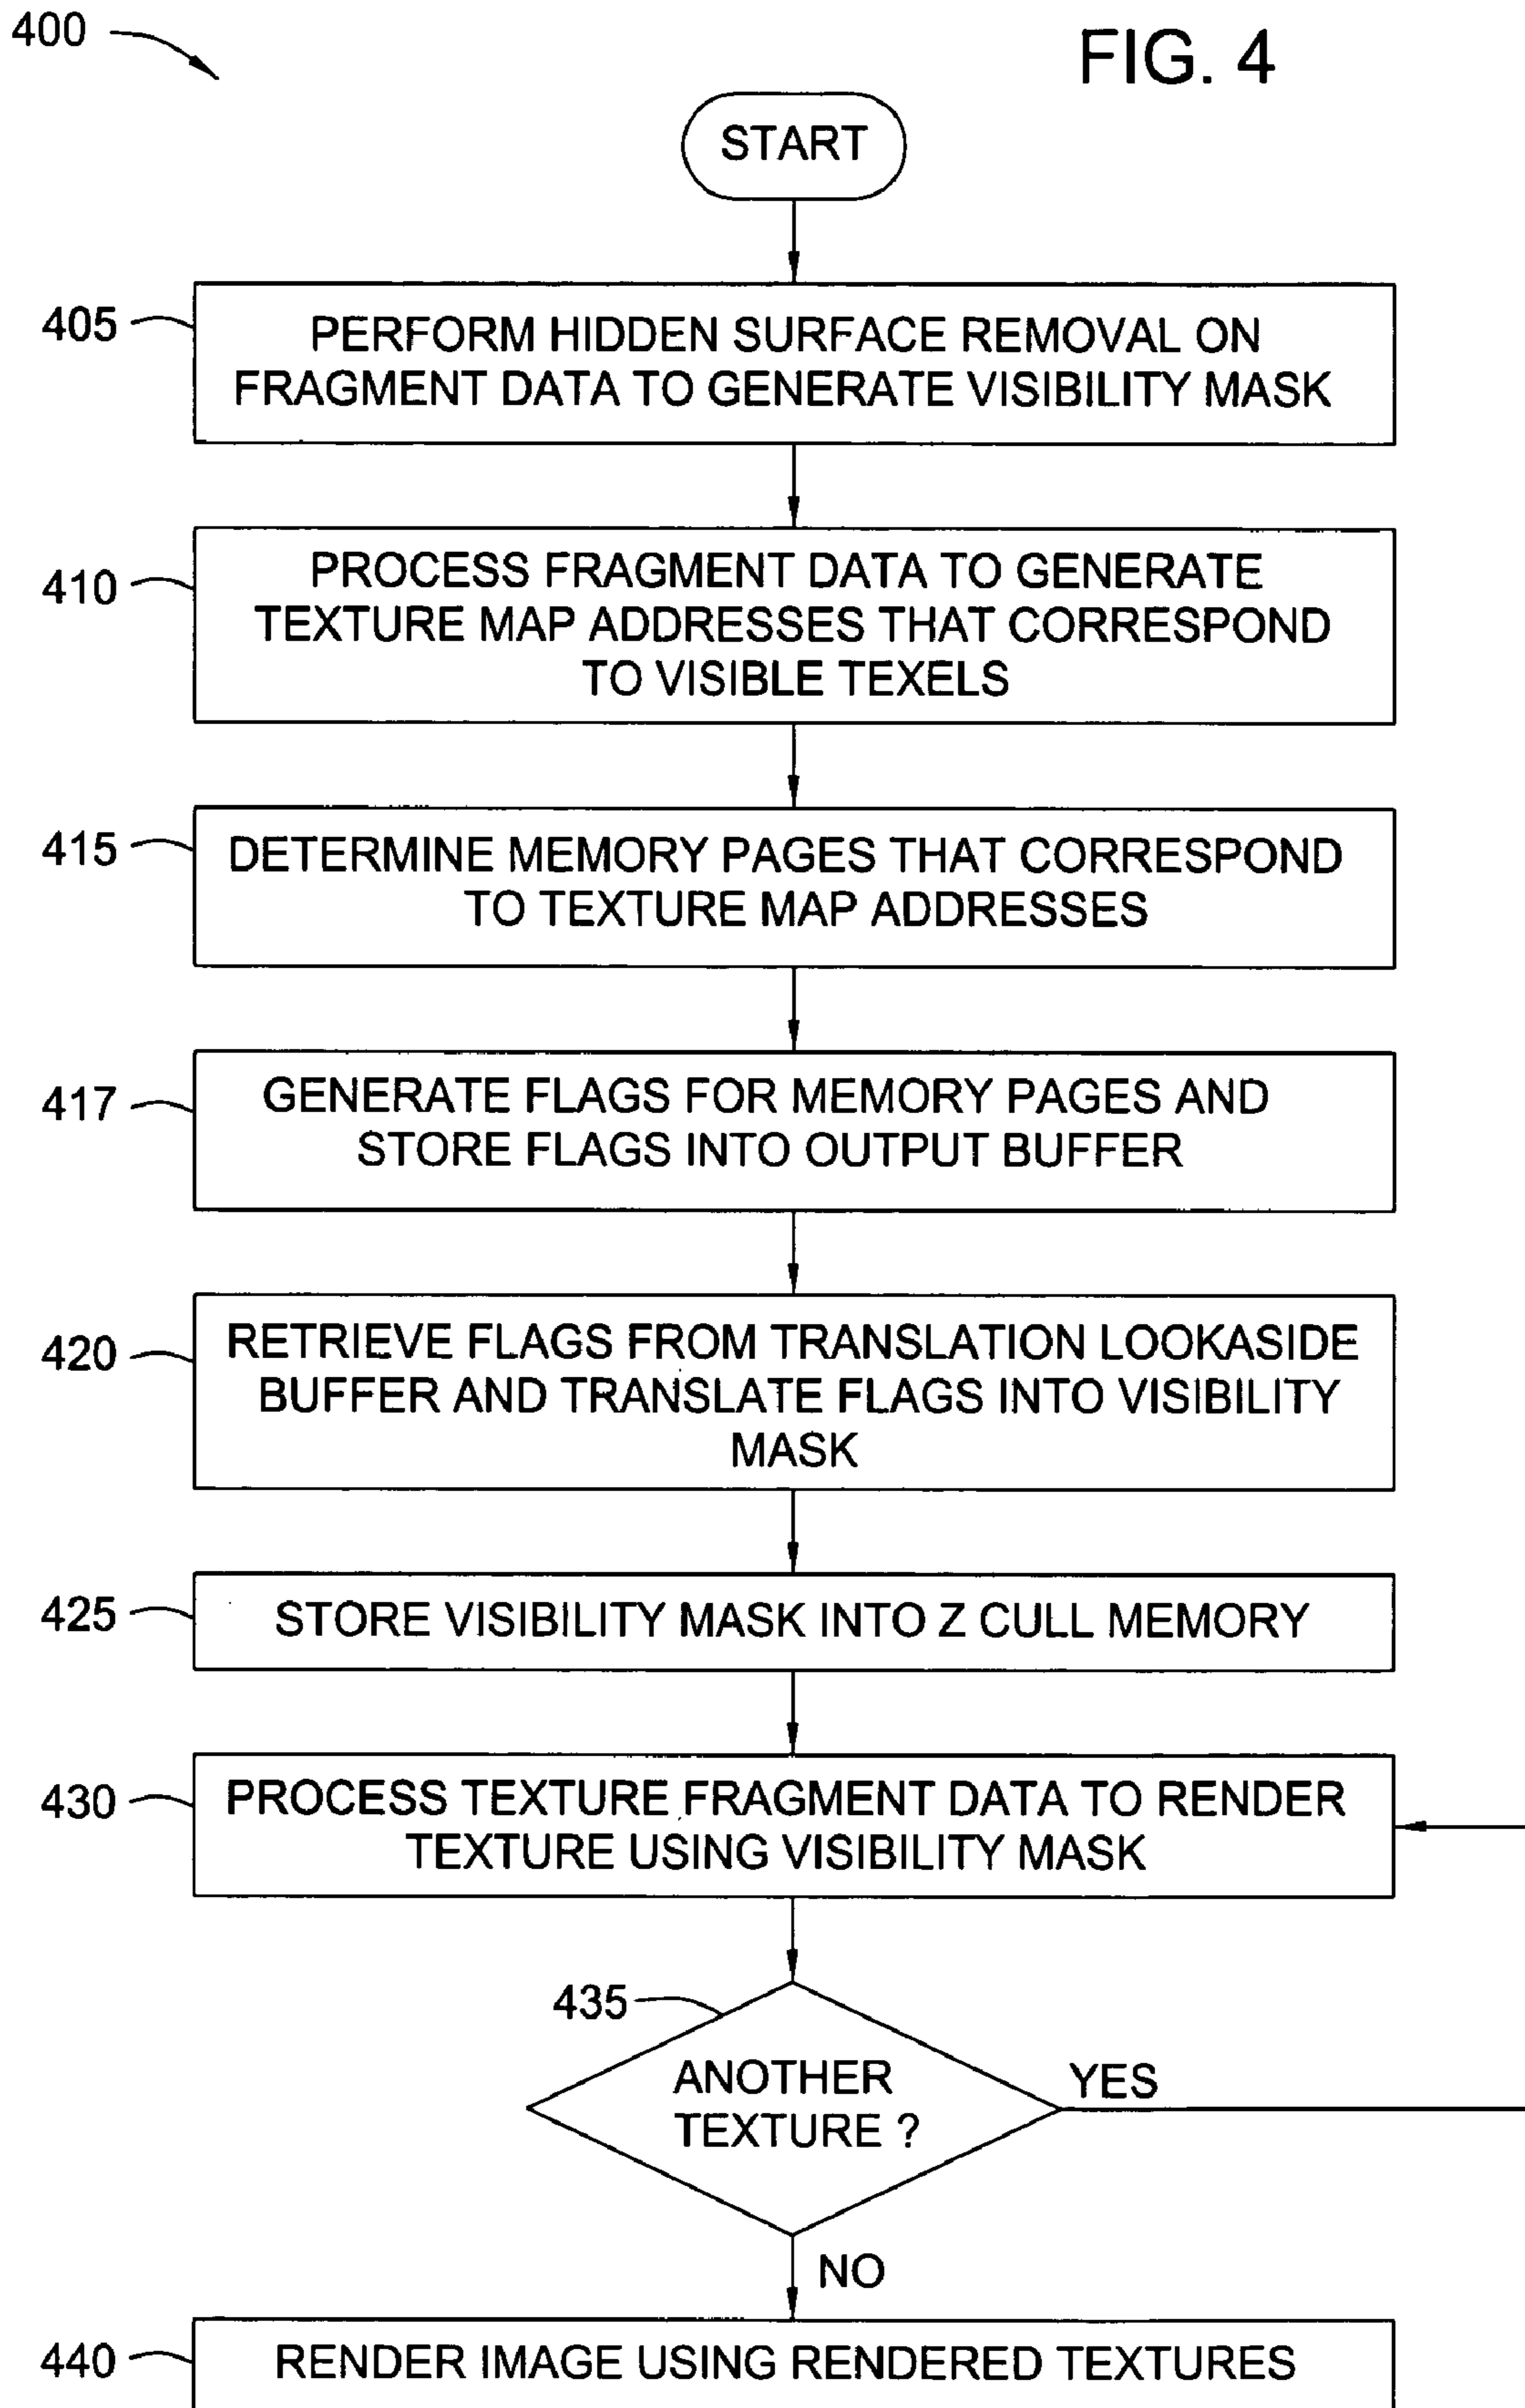 400
FIG. 4
START
405
PERFORM HIDDEN SURFACE REMOVAL ON
FRAGMENT DATA TO GENERATE VISIBILITY MASK
410
PROCESS FRAGMENT DATA TO GENERATE
TEXTURE MAP ADDRESSES THAT CORRESPOND
TO VISIBLE TEXELS
415
DETERMINE MEMORY PAGES THAT CORRESPOND
TO TEXTURE MAP ADDRESSES
417
GENERATE FLAGS FOR MEMORY PAGES AND
STORE FLAGS INTO OUTPUT BUFFER
420
RETRIEVE FLAGS FROM TRANSLATION LOOKASIDE
BUFFER AND TRANSLATE FLAGS INTO VISIBILITY
MASK
425
STORE VISIBILITY MASK INTO Z CULL MEMORY
430
PROCESS TEXTURE FRAGMENT DATA TO RENDER
TEXTURE USING VISIBILITY MASK
435
ANOTHER
TEXTURE ?
YES
NO
440
RENDER IMAGE USING RENDERED TEXTURES